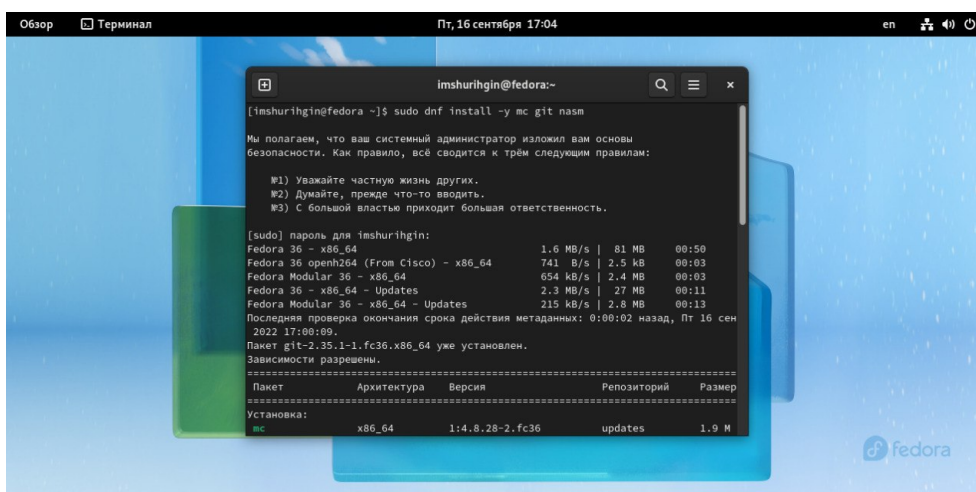 Обзор Терминал Пт, 16 сентября 17:04 en
imshurihgin@fedora:~
[imshurihgin@fedora ~]$ sudo dnf install -y mc git nasm
Мы полагаем, что ваш системный администратор изложил вам основы
безопасности. Как правило, всё сводится к трём следующим правилам:
№1) Уважайте частную жизнь других.
№2) Думайте, прежде что-то вводить.
№3) С большой властью приходит большая ответственность.
[sudo] пароль для imshurihgin:
Fedora 36 - x86_64 1.6 MB/s | 81 MB 00:50
Fedora 36 openh264 (From Cisco) - x86_64 741 B/s | 2.5 kB 00:03
Fedora Modular 36 - x86_64 654 kB/s | 2.4 MB 00:03
Fedora 36 - x86_64 - Updates 2.3 MB/s | 27 MB 00:11
Fedora Modular 36 - x86_64 - Updates 215 kB/s | 2.8 MB 00:13
Последняя проверка окончания срока действия метаданных: 0:00:02 назад, Пт 16 сен
2022 17:00:09.
Пакет git-2.35.1-1.fc36.x86_64 уже установлен.
Зависимости разрешены.
================================================================================
Пакет Архитектура Версия Репозиторий Размер
================================================================================
Установка:
mc x86_64 1:4.8.28-2.fc36 updates 1.9 M
fedora